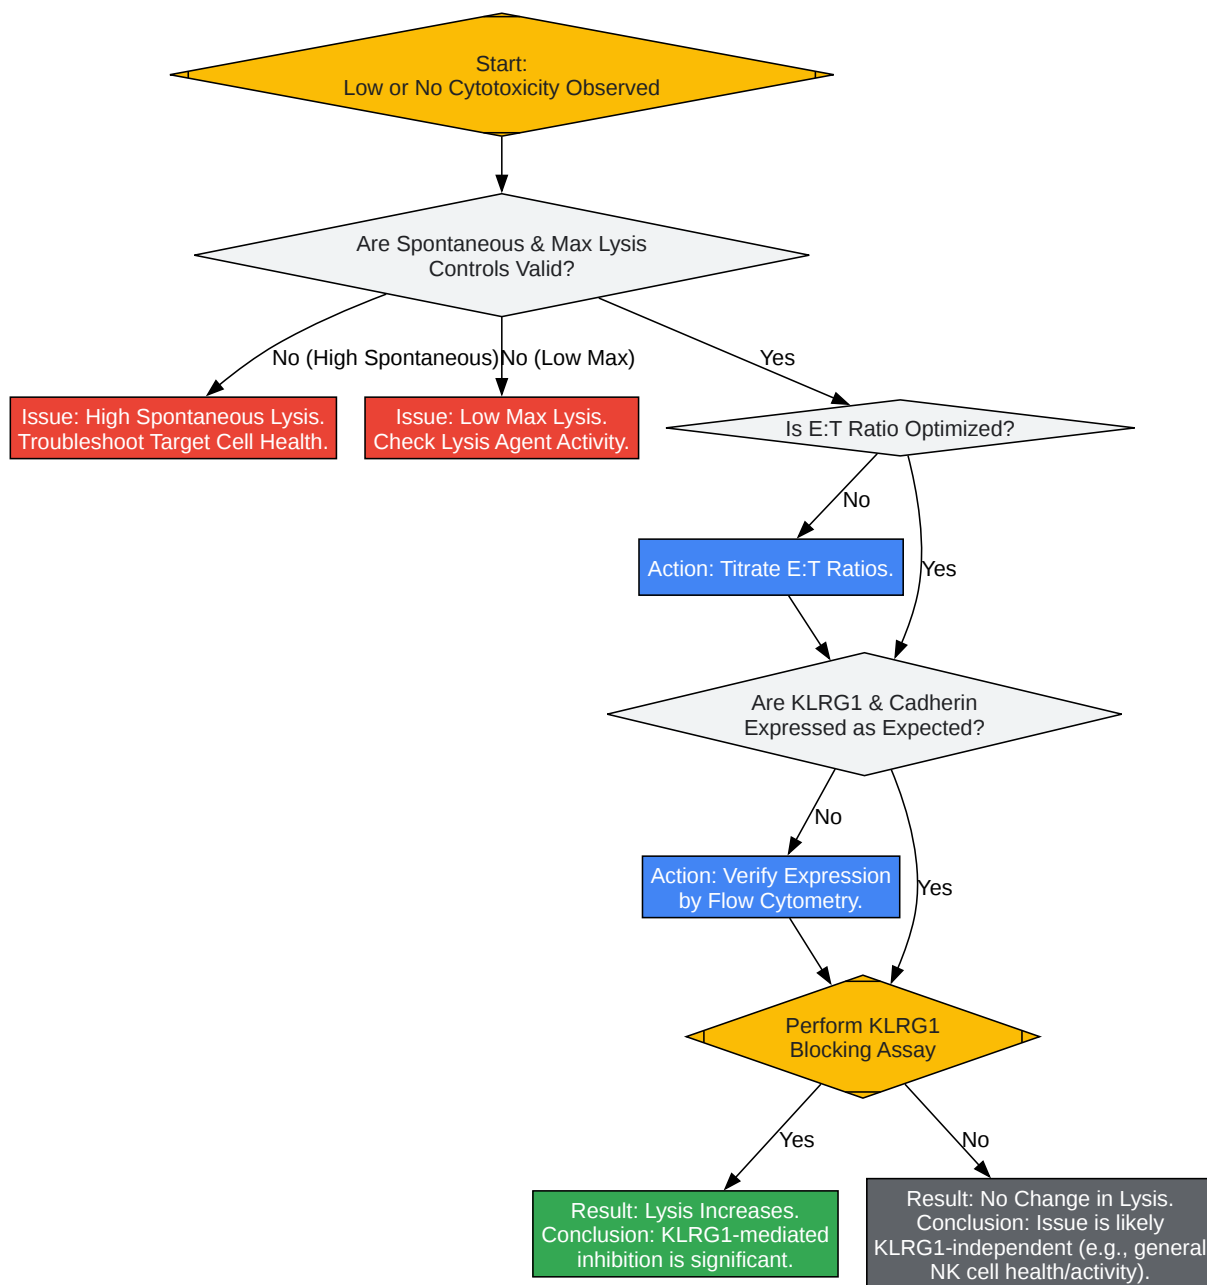 Start:
Low or No Cytotoxicity Observed
Are Spontaneous & Max Lysis
Controls Valid?
No (High Spontaneous)
No (Low Max)
Yes
Issue: High Spontaneous Lysis.
Troubleshoot Target Cell Health.
Issue: Low Max Lysis.
Check Lysis Agent Activity.
Is E:T Ratio Optimized?
No
Yes
Action: Titrate E:T Ratios.
Are KLRG1 & Cadherin
Expressed as Expected?
No
Yes
Action: Verify Expression
by Flow Cytometry.
Perform KLRG1
Blocking Assay
Yes
No
Result: Lysis Increases.
Conclusion: KLRG1-mediated
inhibition is significant.
Result: No Change in Lysis.
Conclusion: Issue is likely
KLRG1-independent (e.g., general
NK cell health/activity).